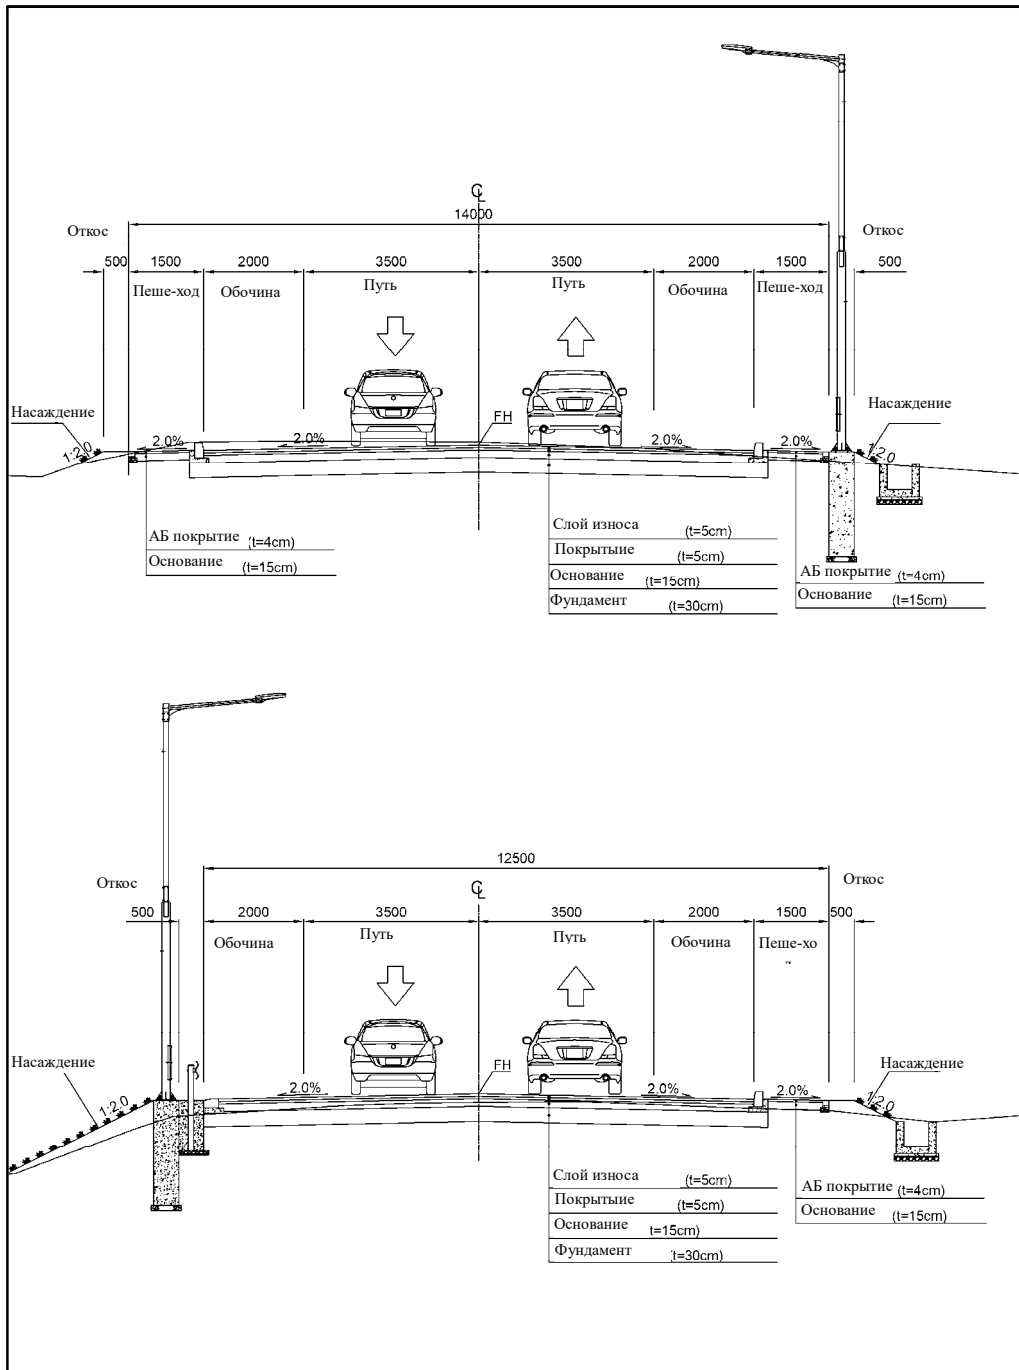 ℄
14000
Откос
Откос
500 1500 2000 3500 3500 2000 1500 500
Пеше-ход Обочина Путь Путь Обочина Пеше-ход
Насаждение
Насаждение
FH
1:2.0 2.0% 2.0% 2.0% 2.0% 1:2.0
АБ покрытие (t=4cm)
Основание (t=15cm)
Слой износа (t=5cm)
Покрытыие (t=5cm)
Основание (t=15cm)
Фундамент (t=30cm)
АБ покрытие (t=4cm)
Основание (t=15cm)
12500
Откос
℄
Откос
500 2000 3500 3500 2000 1500 500
Обочина Путь Путь Обочина Пеше-хо
Насаждение
Насаждение
FH
1:2.0 2.0% 2.0% 2.0% 1:2.0
Слой износа (t=5cm)
Покрытыие (t=5cm)
Основание t=15cm)
Фундамент (t=30cm)
АБ покрытие (t=4cm)
Основание (t=15cm)